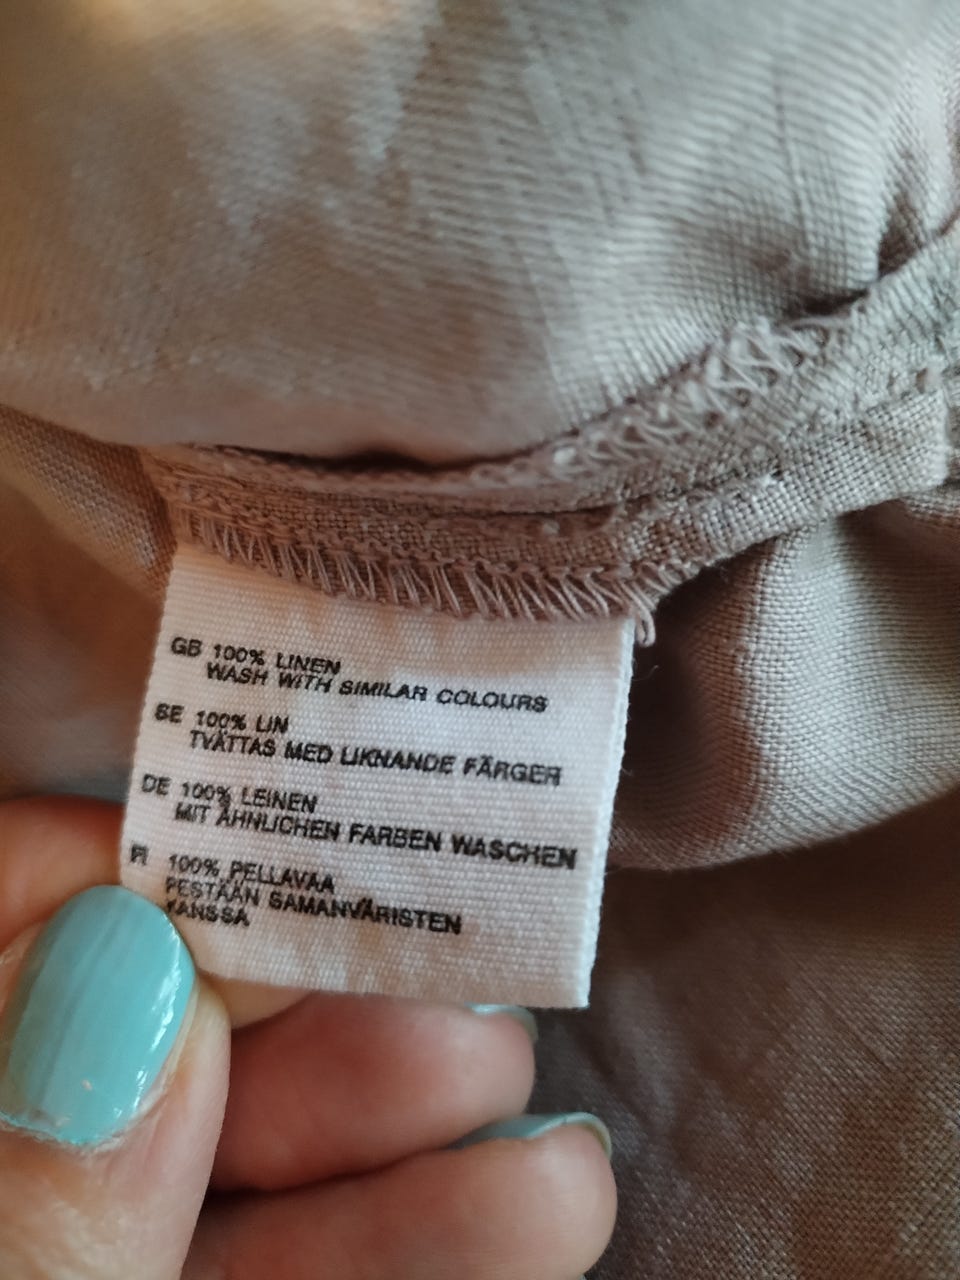 GB 100% LINEN
WASH WITH SIMILAR COLOURS
SE 100% LIN
TVÄTTAS MED LIKNANDE FÄRGER
DE 100% LEINEN
MIT ÄHNLICHEN FARBEN WASCHEN
FI 100% PELLAVAA
PESTÄÄN SAMANVÄRISTEN
KANSSA